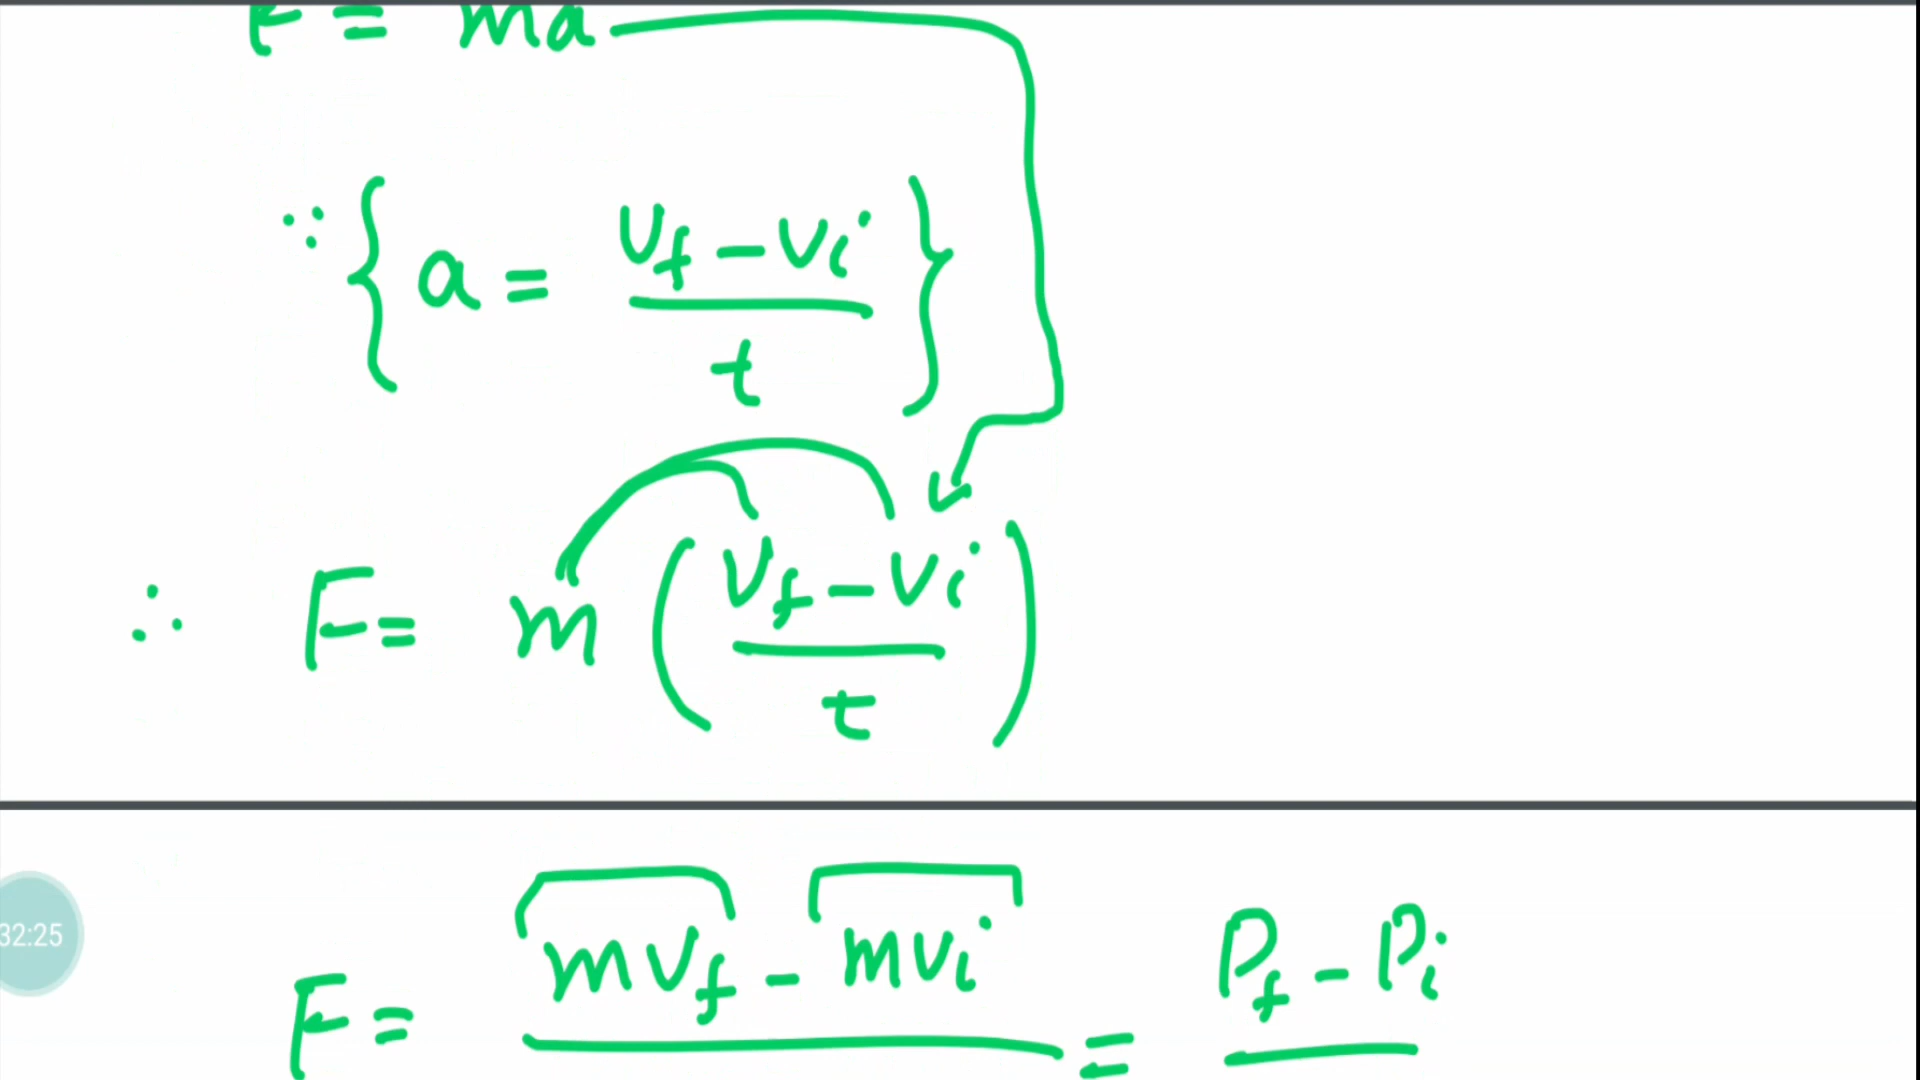 F = ma
∵ { a = (vf - vi) / t }
∴ F = m ( (vf - vi) / t )
32:25
F = (mvf - mvi) / = (Pf - Pi) /